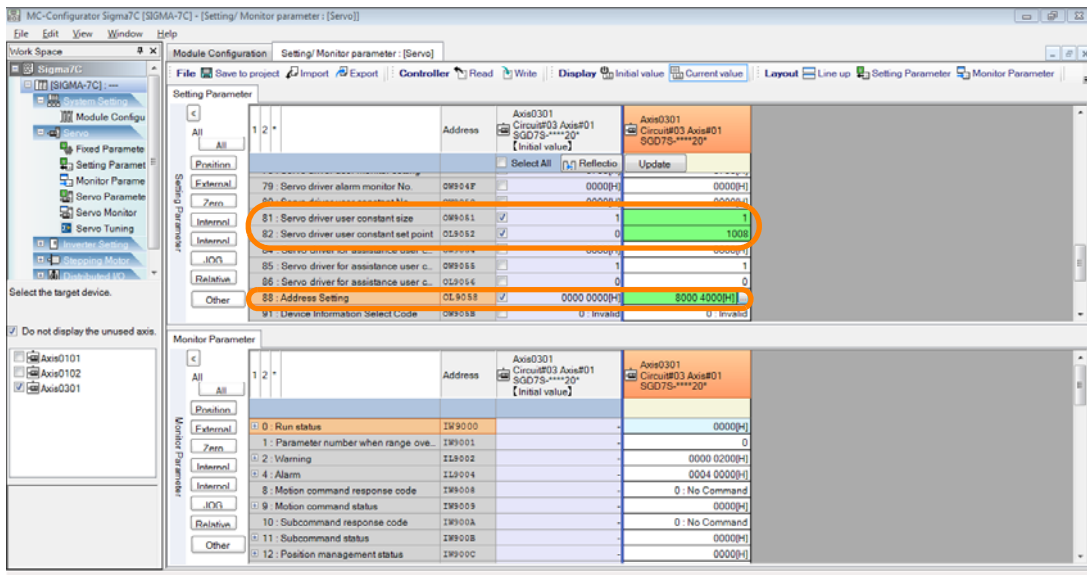 MC-Configurator Sigma7C [SIGMA-7C] - [Setting/ Monitor parameter : [Servo]]
File Edit View Window Help
Work Space
Module Configuration Setting/ Monitor parameter : [Servo]
Sigma7C
[SIGMA-7C] : ---
System Setting
Module Configu
Servo
Fixed Paramete
Setting Paramet
Monitor Parame
Servo Paramete
Servo Monitor
Servo Tuning
Inverter Setting
Stepping Motor
Distributed I/O
Select the target device.
Do not display the unused axis.
Axis0101
Axis0102
Axis0301
File Save to project Import Export Controller Read Write Display Initial value Current value Layout Line up Setting Parameter Monitor Parameter
Setting Parameter
Setting Parameter
<
All
All
Position
External
Zero
Internol
Internol
JOG
Relative
Other
1 2 * Address Axis0301 Circuit#03 Axis#01 SGD7S-****20* 【Initial value】 Axis0301 Circuit#03 Axis#01 SGD7S-****20*
Select All Reflectio Update
79 : Servo driver alarm monitor No. OW904F 0000[H] 0000[H]
81 : Servo driver user constant size OW9051 1 1
82 : Servo driver user constant set point OL9052 0 1008
85 : Servo driver for assistance user c... OW9055 1 1
86 : Servo driver for assistance user c... OL9056 0 0
88 : Address Setting OL9058 0000 0000[H] 8000 4000[H] ...
91 : Device Information Select Code OW905B 0 : Invalid 0 : Invalid
Monitor Parameter
Monitor Parameter
<
All
All
Position
External
Zero
Internol
Internol
JOG
Relative
Other
1 2 * Address Axis0301 Circuit#03 Axis#01 SGD7S-****20* 【Initial value】 Axis0301 Circuit#03 Axis#01 SGD7S-****20*
0 : Run status IW9000 - 0000[H]
1 : Parameter number when range ove... IW9001 - 0
2 : Warning IL9002 - 0000 0200[H]
4 : Alarm IL9004 - 0004 0000[H]
8 : Motion command response code IW9008 - 0 : No Command
9 : Motion command status IW9009 - 0000[H]
10 : Subcommand response code IW900A - 0 : No Command
11 : Subcommand status IW900B - 0000[H]
12 : Position management status IW900C - 0000[H]